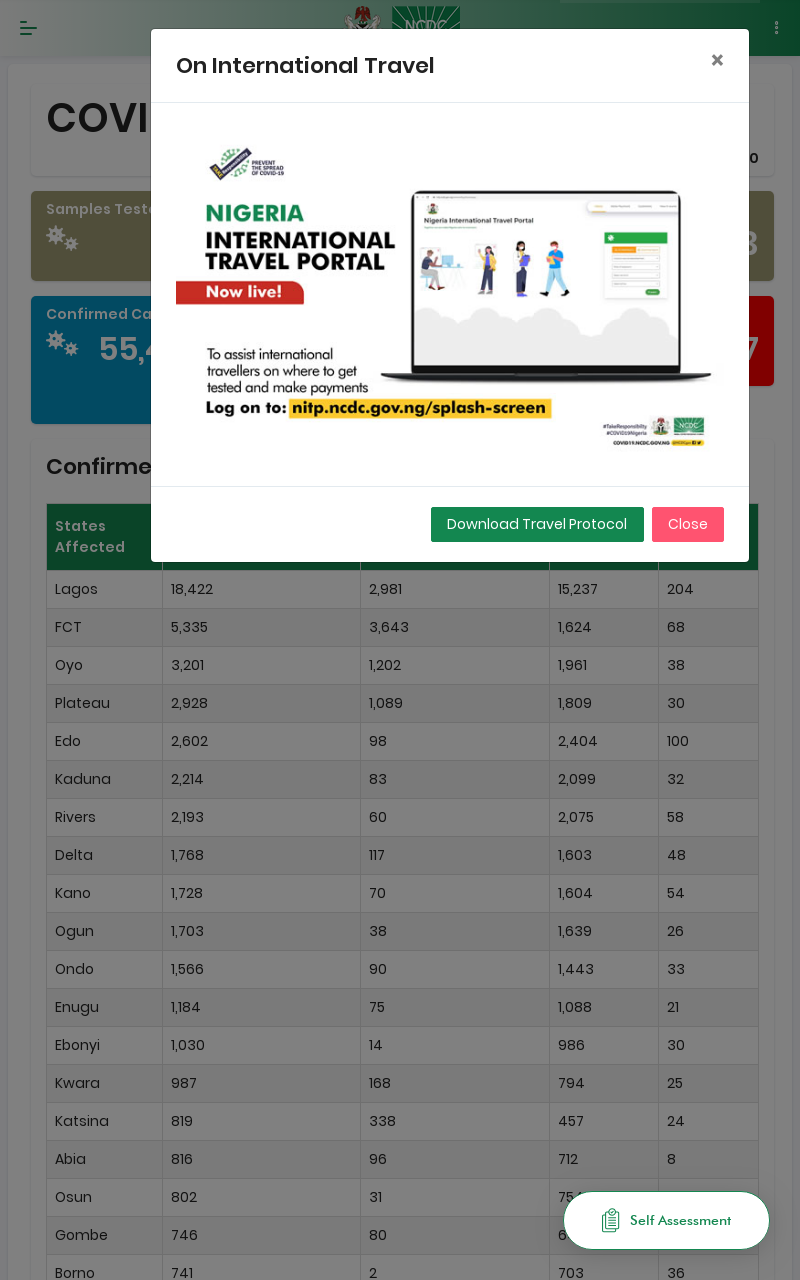 NCDC
On International Travel
×
COVI
0
PREVENT
THE SPREAD
OF COVID-19
NIGERIA
INTERNATIONAL
TRAVEL PORTAL
Now live!
Nigeria International Travel Portal
To assist international
travellers on where to get
tested and make payments
Log on to: nitp.ncdc.gov.ng/splash-screen
#TakeResponsibility
#COVID19Nigeria
NCDC
COVID19.NCDC.GOV.NG
Samples Teste
3
Confirmed Ca
55,4
7
Download Travel Protocol
Close
Confirme
States
Affected
Lagos 18,422 2,981 15,237 204
FCT 5,335 3,643 1,624 68
Oyo 3,201 1,202 1,961 38
Plateau 2,928 1,089 1,809 30
Edo 2,602 98 2,404 100
Kaduna 2,214 83 2,099 32
Rivers 2,193 60 2,075 58
Delta 1,768 117 1,603 48
Kano 1,728 70 1,604 54
Ogun 1,703 38 1,639 26
Ondo 1,566 90 1,443 33
Enugu 1,184 75 1,088 21
Ebonyi 1,030 14 986 30
Kwara 987 168 794 25
Katsina 819 338 457 24
Abia 816 96 712 8
Osun 802 31 75
Self Assessment
Gombe 746 80 6
Borno 741 2 703 36